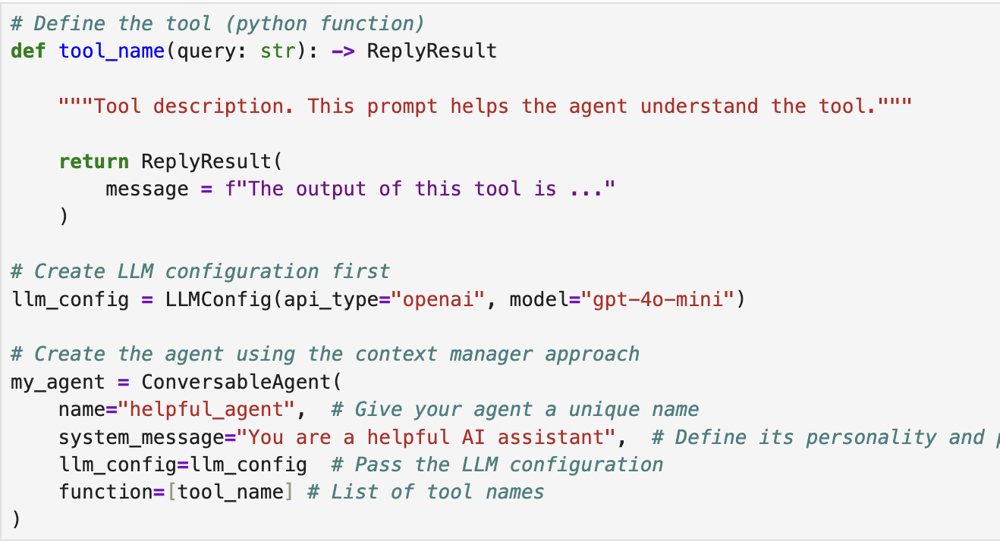 # Define the tool (python function)
def tool_name(query: str): -> ReplyResult
"""Tool description. This prompt helps the agent understand the tool."""
return ReplyResult(
message = f"The output of this tool is ..."
)
# Create LLM configuration first
llm_config = LLMConfig(api_type="openai", model="gpt-4o-mini")
# Create the agent using the context manager approach
my_agent = ConversableAgent(
name="helpful_agent",  # Give your agent a unique name
system_message="You are a helpful AI assistant",  # Define its personality and
llm_config=llm_config  # Pass the LLM configuration
function=[tool_name] # List of tool names
)